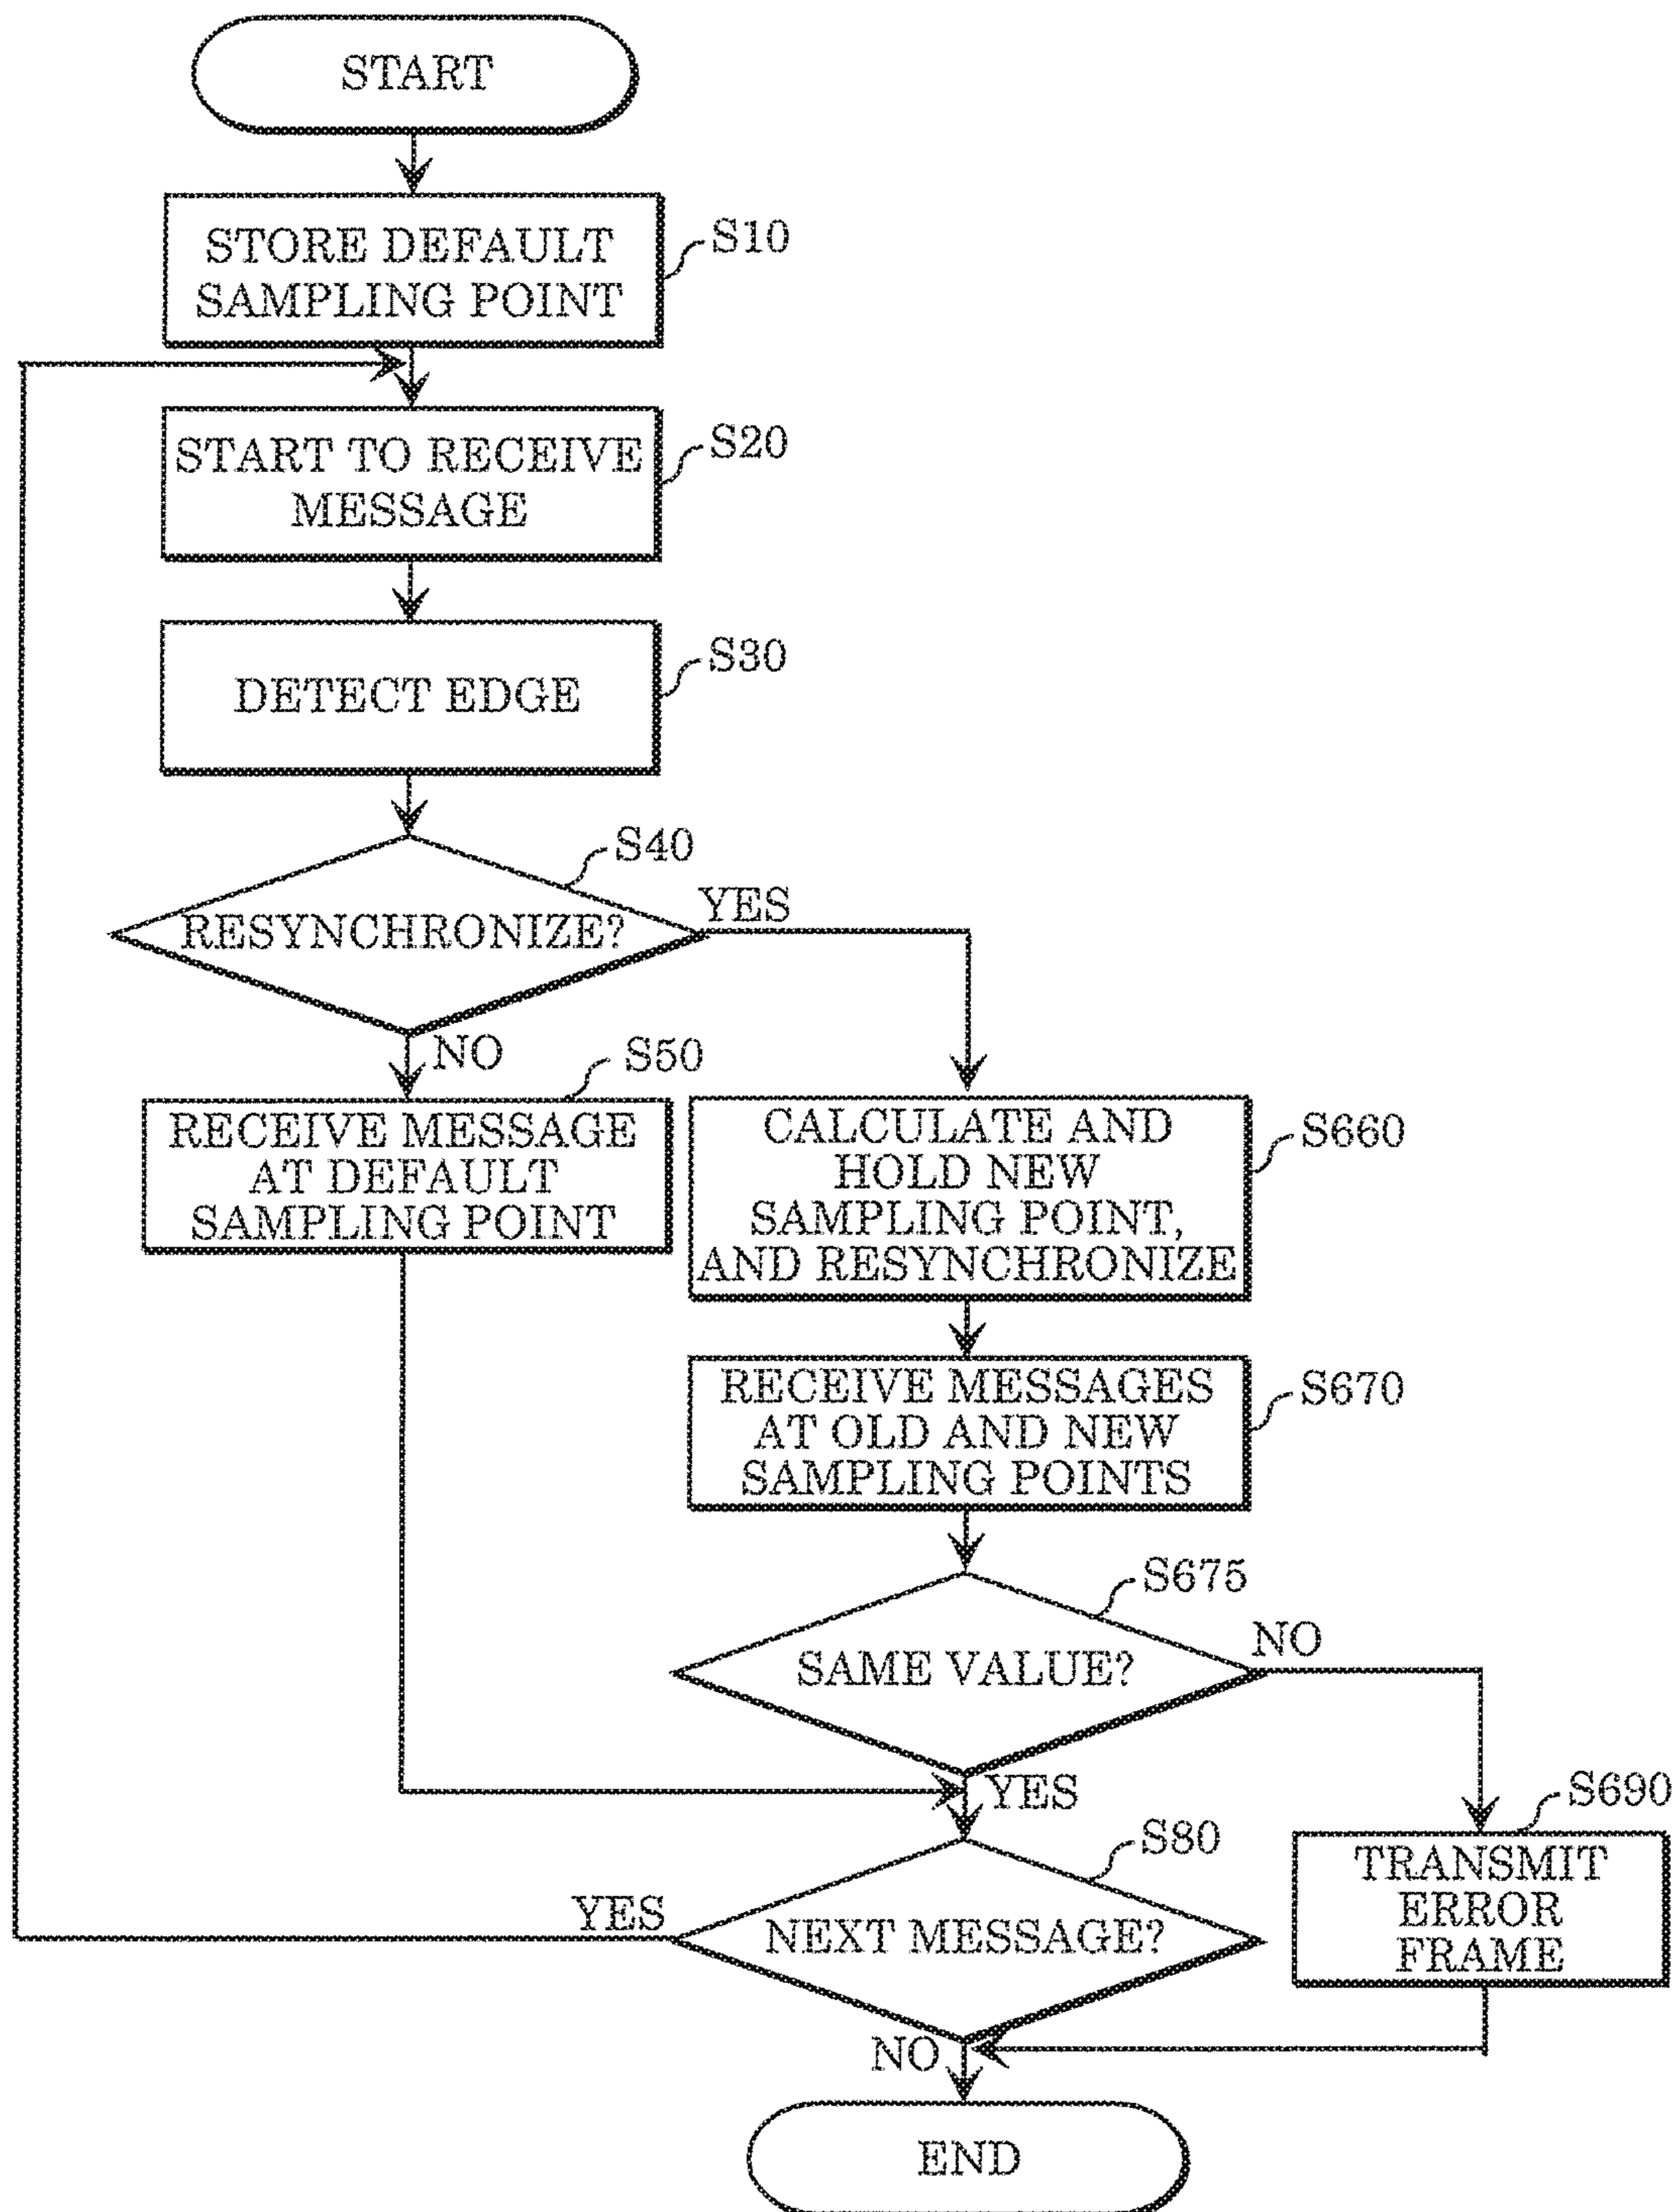 START
STORE DEFAULT
SAMPLING POINT
S10
START TO RECEIVE
MESSAGE
S20
DETECT EDGE
S30
S40
RESYNCHRONIZE?
YES
NO
S50
RECEIVE MESSAGE
AT DEFAULT
SAMPLING POINT
CALCULATE AND
HOLD NEW
SAMPLING POINT,
AND RESYNCHRONIZE
S660
RECEIVE MESSAGES
AT OLD AND NEW
SAMPLING POINTS
S670
S675
SAME VALUE?
NO
YES
S690
TRANSMIT
ERROR
FRAME
S80
NEXT MESSAGE?
YES
NO
END